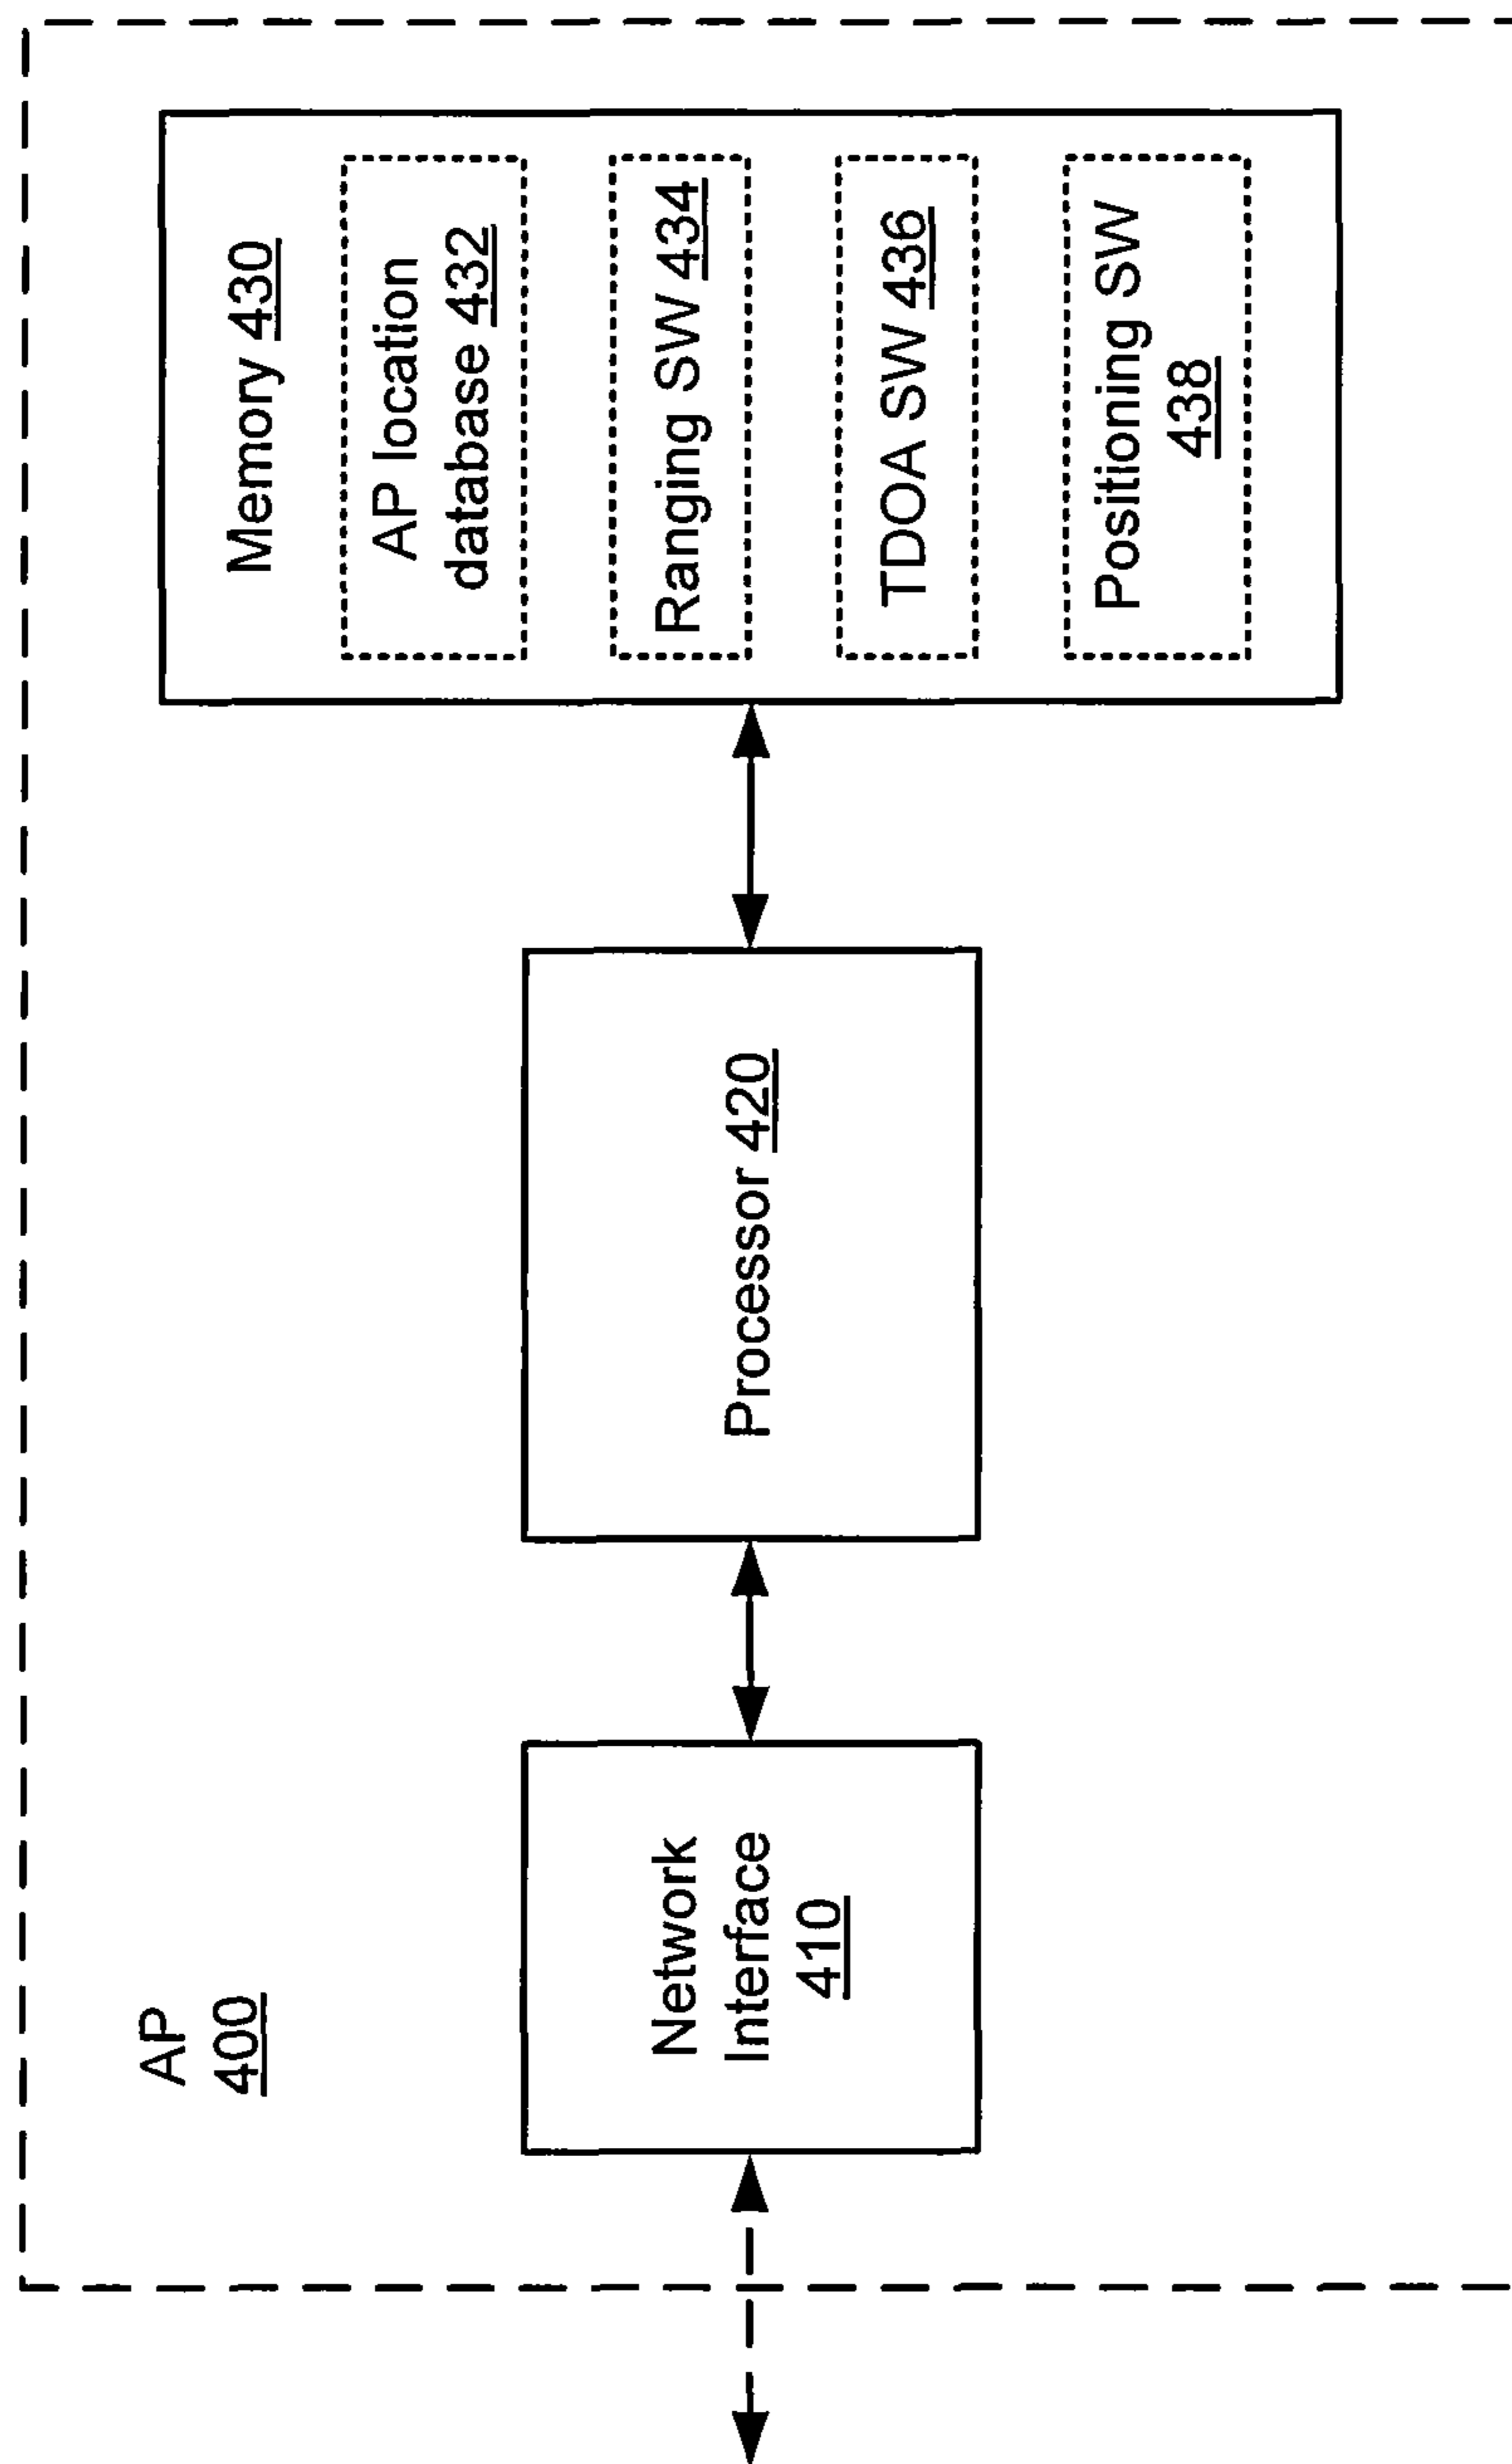 AP
400
Network
Interface
410
Processor 420
Memory 430
AP location
database 432
Ranging SW 434
TDOA SW 436
Positioning SW
438